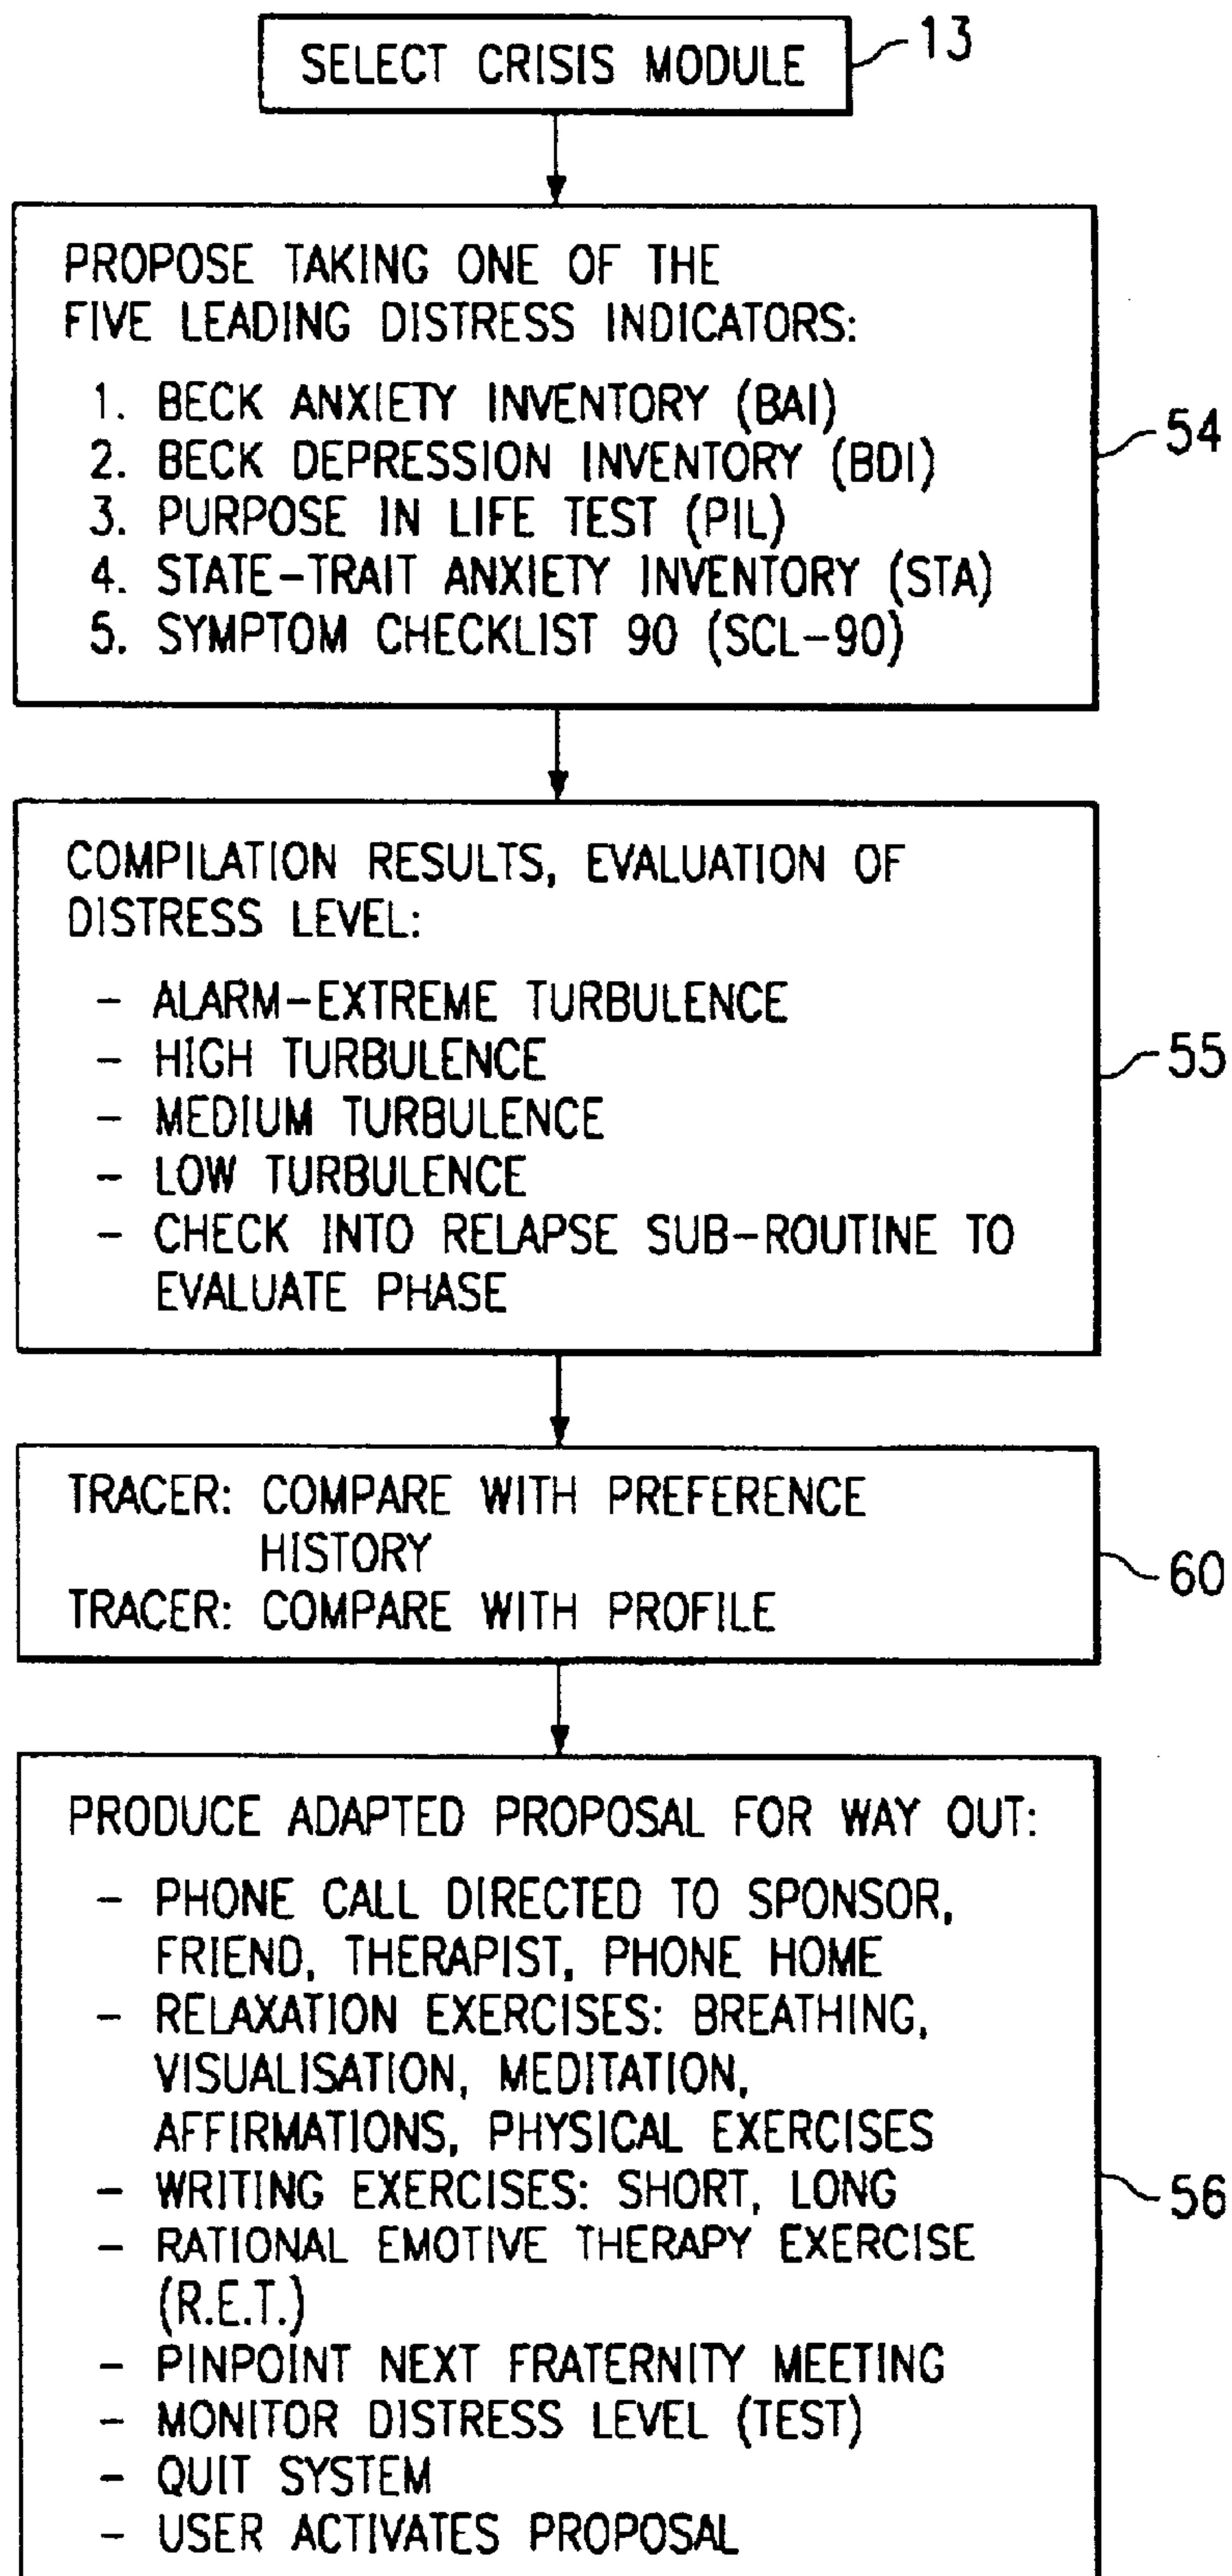 SELECT CRISIS MODULE
13
PROPOSE TAKING ONE OF THE
FIVE LEADING DISTRESS INDICATORS:
1. BECK ANXIETY INVENTORY (BAI)
2. BECK DEPRESSION INVENTORY (BDI)
3. PURPOSE IN LIFE TEST (PIL)
4. STATE-TRAIT ANXIETY INVENTORY (STA)
5. SYMPTOM CHECKLIST 90 (SCL-90)
54
COMPILATION RESULTS, EVALUATION OF
DISTRESS LEVEL:
- ALARM-EXTREME TURBULENCE
- HIGH TURBULENCE
- MEDIUM TURBULENCE
- LOW TURBULENCE
- CHECK INTO RELAPSE SUB-ROUTINE TO
EVALUATE PHASE
55
TRACER: COMPARE WITH PREFERENCE
HISTORY
TRACER: COMPARE WITH PROFILE
60
PRODUCE ADAPTED PROPOSAL FOR WAY OUT:
- PHONE CALL DIRECTED TO SPONSOR,
FRIEND, THERAPIST, PHONE HOME
- RELAXATION EXERCISES: BREATHING,
VISUALISATION, MEDITATION,
AFFIRMATIONS, PHYSICAL EXERCISES
- WRITING EXERCISES: SHORT, LONG
- RATIONAL EMOTIVE THERAPY EXERCISE
(R.E.T.)
- PINPOINT NEXT FRATERNITY MEETING
- MONITOR DISTRESS LEVEL (TEST)
- QUIT SYSTEM
- USER ACTIVATES PROPOSAL
56